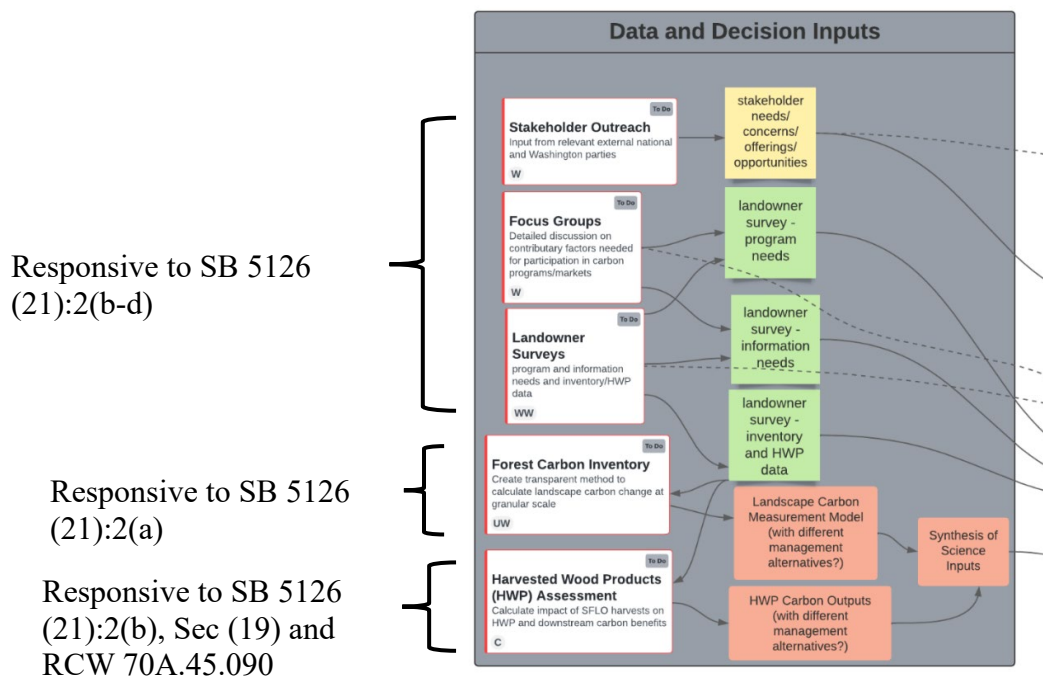 Data and Decision Inputs
Responsive to SB 5126
(21):2(b-d)
To Do
Stakeholder Outreach
Input from relevant external national
and Washington parties
W
stakeholder
needs/
concerns/
offerings/
opportunities
To Do
Focus Groups
Detailed discussion on
contributary factors needed
for participation in carbon
programs/markets
W
landowner
survey -
program
needs
To Do
Landowner
Surveys
program and information
needs and inventory/HWP
data
WW
landowner
survey -
information
needs
landowner
survey -
inventory
and HWP
data
Responsive to SB 5126
(21):2(a)
To Do
Forest Carbon Inventory
Create transparent method to
calculate landscape carbon change at
granular scale
UW
Landscape Carbon
Measurement Model
(with different
management
alternatives?)
Synthesis of
Science
Inputs
Responsive to SB 5126
(21):2(b), Sec (19) and
RCW 70A.45.090
To Do
Harvested Wood Products
(HWP) Assessment
Calculate impact of SFLO harvests on
HWP and downstream carbon benefits
C
HWP Carbon Outputs
(with different
management
alternatives?)